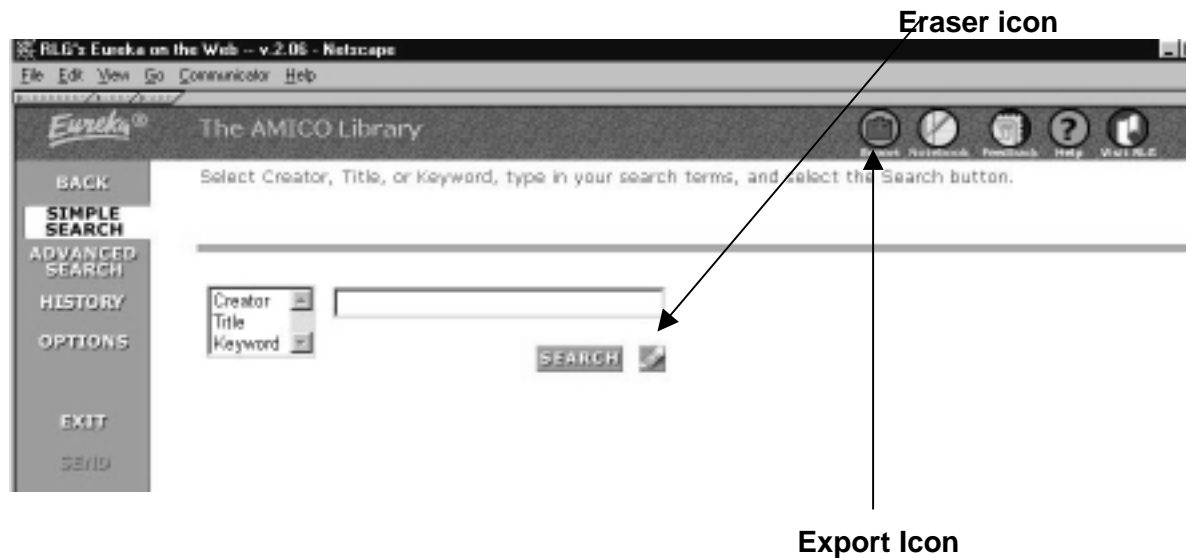 Eraser icon
RLG's Eureka on the Web -- v.2.06 - Netscape
File Edit View Go Communicator Help
Eureka® The AMICO Library
Export Notebook Feedback Help Visit RLG
BACK
Select Creator, Title, or Keyword, type in your search terms, and select the Search button.
SIMPLE
SEARCH
ADVANCED
SEARCH
HISTORY
Creator
Title
Keyword
OPTIONS
SEARCH
EXIT
SEND
Export Icon